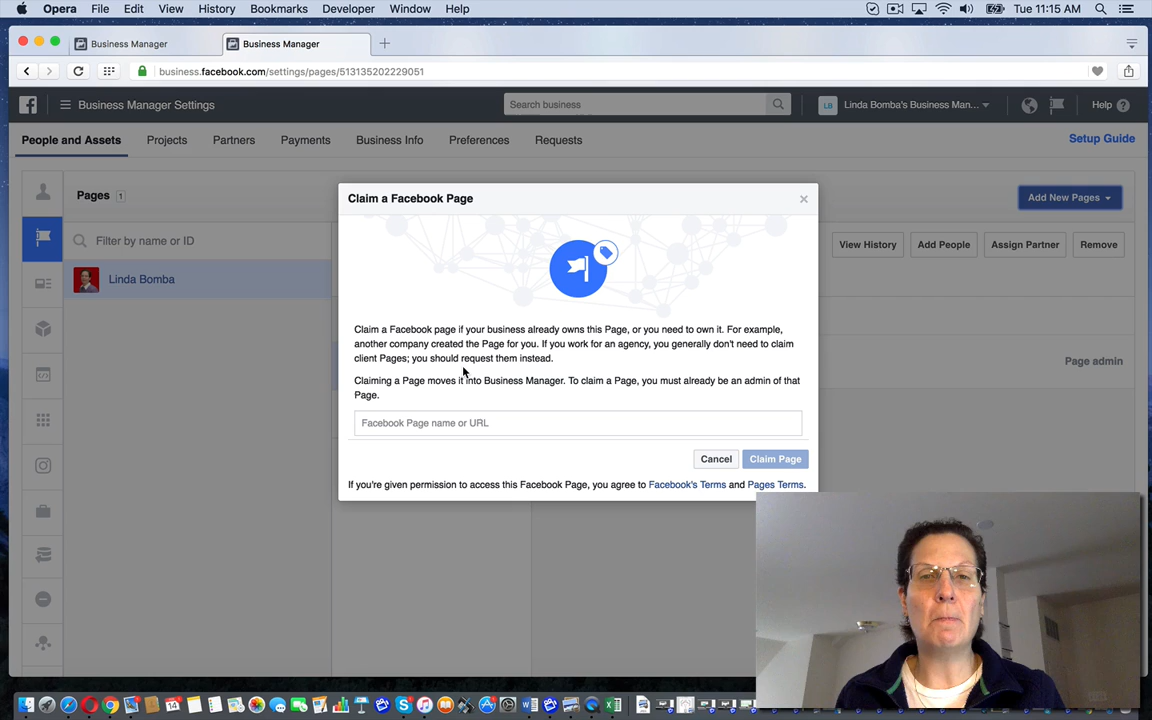 Opera File Edit View History Bookmarks Developer Window Help Tue 11:15 AM
Business Manager Business Manager
business.facebook.com/settings/pages/513135202229051
Business Manager Settings Search business LB Linda Bomba's Business Man... Help
People and Assets Projects Partners Payments Business Info Preferences Requests Setup Guide
Pages 1 Claim a Facebook Page Add New Pages
Filter by name or ID View History Add People Assign Partner Remove
Linda Bomba
Claim a Facebook page if your business already owns this Page, or you need to own it. For example,
another company created the Page for you. If you work for an agency, you generally don't need to claim
client Pages; you should request them instead.
Page admin
Claiming a Page moves it into Business Manager. To claim a Page, you must already be an admin of that
Page.
Facebook Page name or URL
Cancel Claim Page
If you're given permission to access this Facebook Page, you agree to Facebook's Terms and Pages Terms.